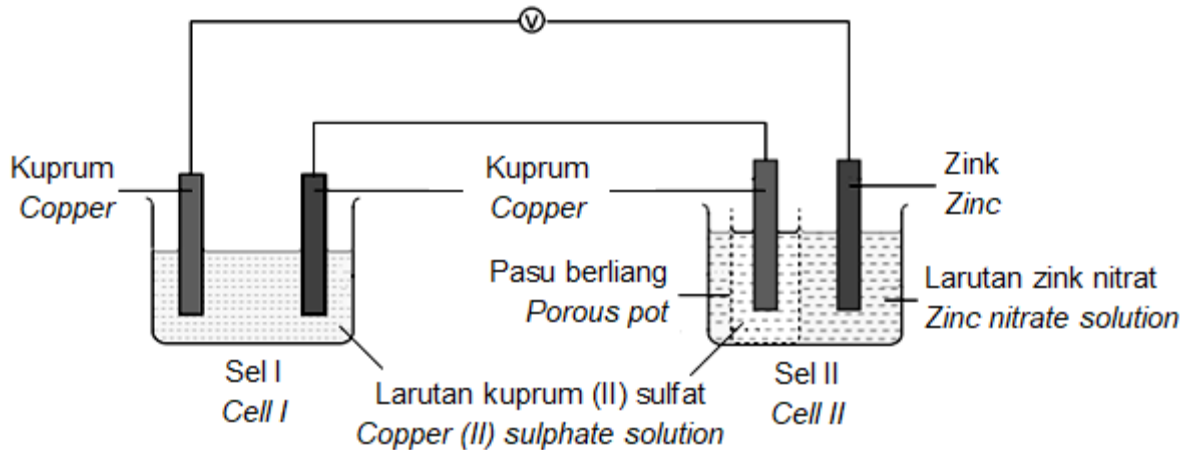 V
Kuprum
Copper
Kuprum
Copper
Zink
Zinc
Pasu berliang
Porous pot
Larutan zink nitrat
Zinc nitrate solution
Sel I
Cell I
Larutan kuprum (II) sulfat
Copper (II) sulphate solution
Sel II
Cell II